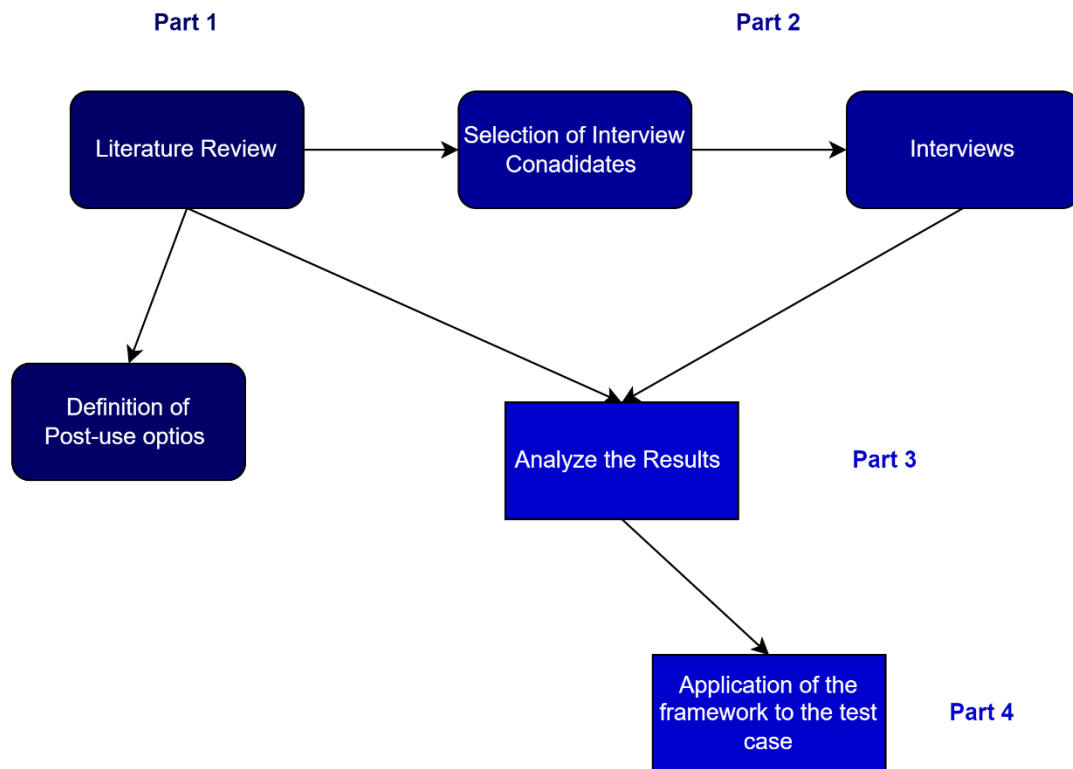 Part 1
Part 2
Literature Review
Selection of Interview
Conadidates
Interviews
Definition of
Post-use optios
Analyze the Results
Part 3
Application of the
framework to the test
case
Part 4